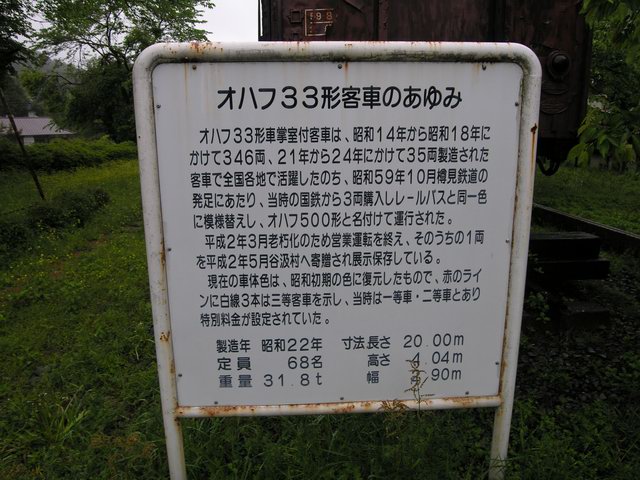 198
オハフ33形客車のあゆみ
オハフ33形車掌室付客車は、昭和14年から昭和18年に
かけて346両、21年から24年にかけて35両製造された
客車で全国各地で活躍したのち、昭和59年10月樽見鉄道の
発足にあたり、当時の国鉄から3両購入しレールバスと同一色
に模様替えし、オハフ500形と名付けて運行された。
平成2年3月老朽化のため営業運転を終え、そのうちの1両
を平成2年5月谷汲村へ寄贈され展示保存している。
現在の車体色は、昭和初期の色に復元したもので、赤のライ
ンに白線3本は三等客車を示し、当時は一等車・二等車とあり
特別料金が設定されていた。
製造年 昭和22年 寸法長さ 20.00m
定員 68名 高さ 4.04m
重量 31.8t 幅 2.90m